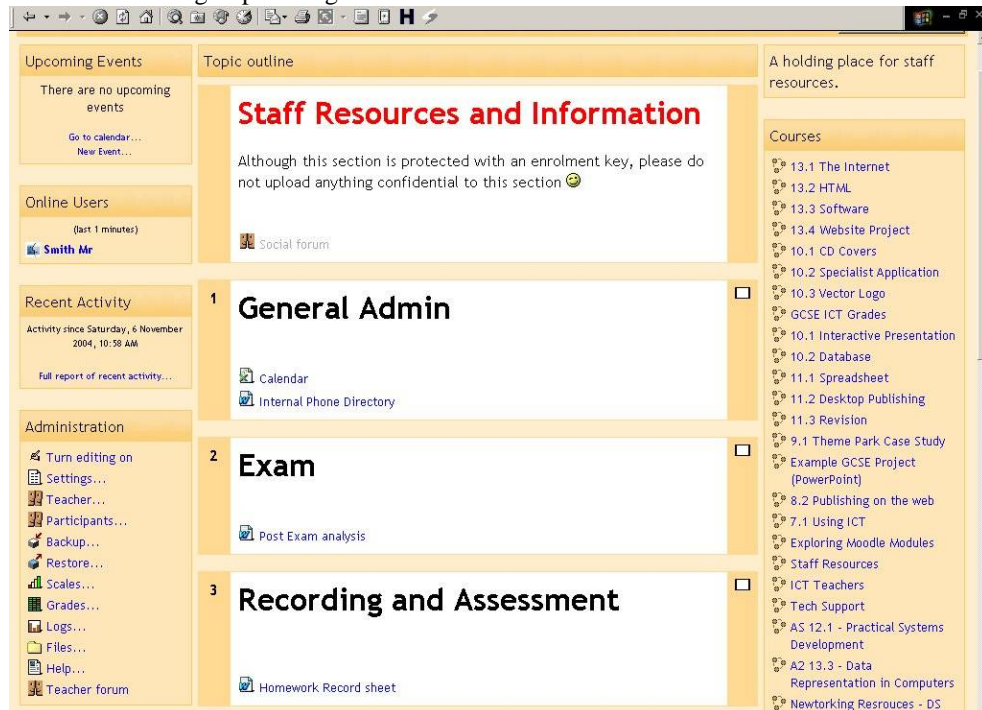 Upcoming Events
There are no upcoming
events
Go to calendar...
New Event...
Online Users
(last 1 minutes)
Smith Mr
Recent Activity
Activity since Saturday, 6 November
2004, 10:58 AM
Full report of recent activity...
Administration
Turn editing on
Settings...
Teacher...
Participants...
Backup...
Restore...
Scales...
Grades...
Logs...
Files...
Help...
Teacher forum
Topic outline
Staff Resources and Information
Although this section is protected with an enrolment key, please do
not upload anything confidential to this section
Social forum
1
General Admin
Calendar
Internal Phone Directory
2
Exam
Post Exam analysis
3
Recording and Assessment
Homework Record sheet
A holding place for staff
resources.
Courses
13.1 The Internet
13.2 HTML
13.3 Software
13.4 Website Project
10.1 CD Covers
10.2 Specialist Application
10.3 Vector Logo
GCSE ICT Grades
10.1 Interactive Presentation
10.2 Database
11.1 Spreadsheet
11.2 Desktop Publishing
11.3 Revision
9.1 Theme Park Case Study
Example GCSE Project
(PowerPoint)
8.2 Publishing on the web
7.1 Using ICT
Exploring Moodle Modules
Staff Resources
ICT Teachers
Tech Support
AS 12.1 - Practical Systems
Development
A2 13.3 - Data
Representation in Computers
Newtorking Resrouces - DS